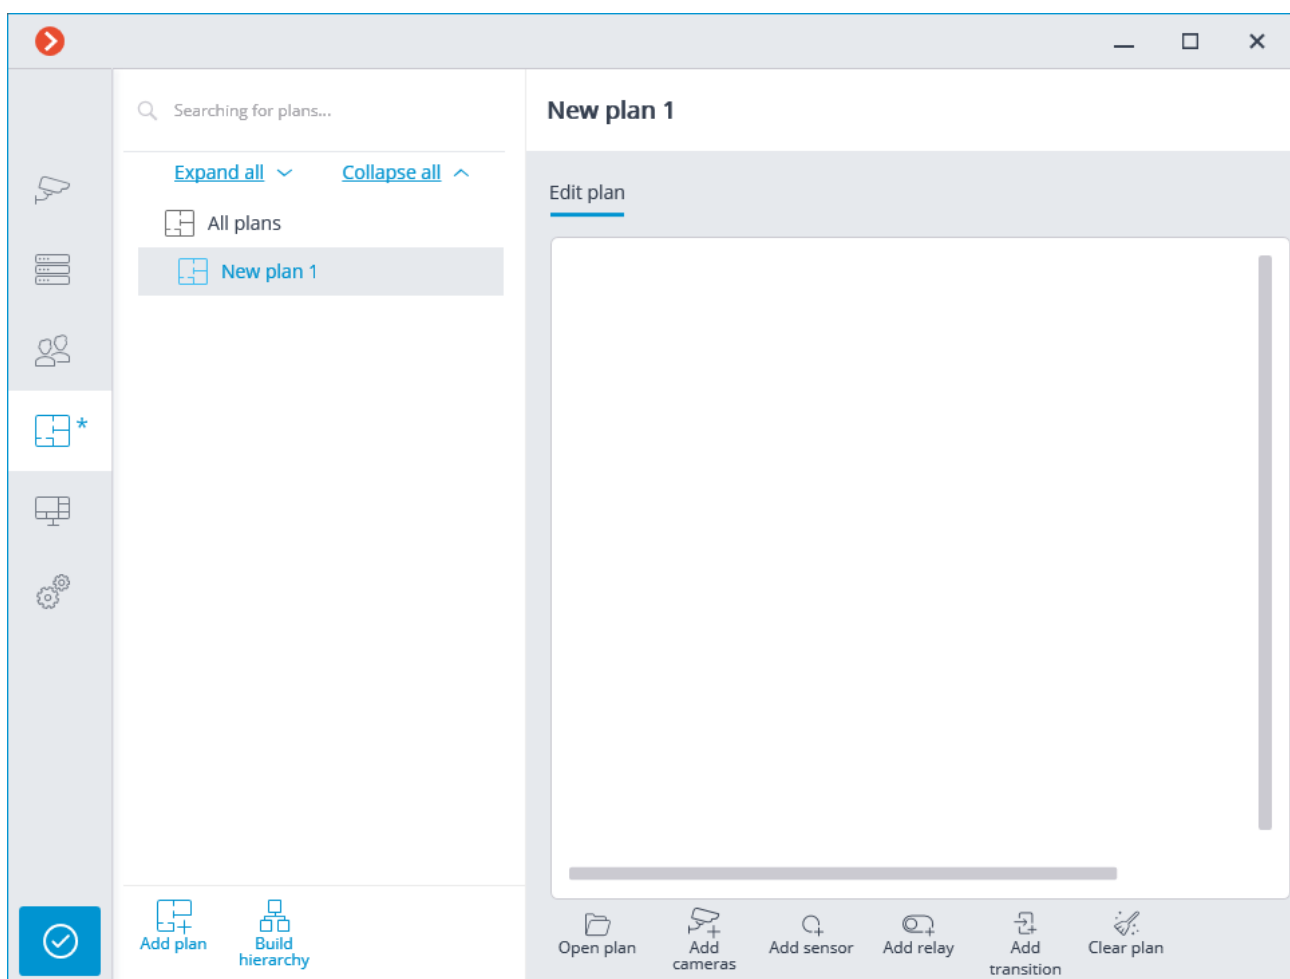 Searching for plans...
New plan 1
Expand all
Collapse all
Edit plan
All plans
New plan 1
*
Add plan
Build
hierarchy
Open plan
Add
cameras
Add sensor
Add relay
Add
transition
Clear plan